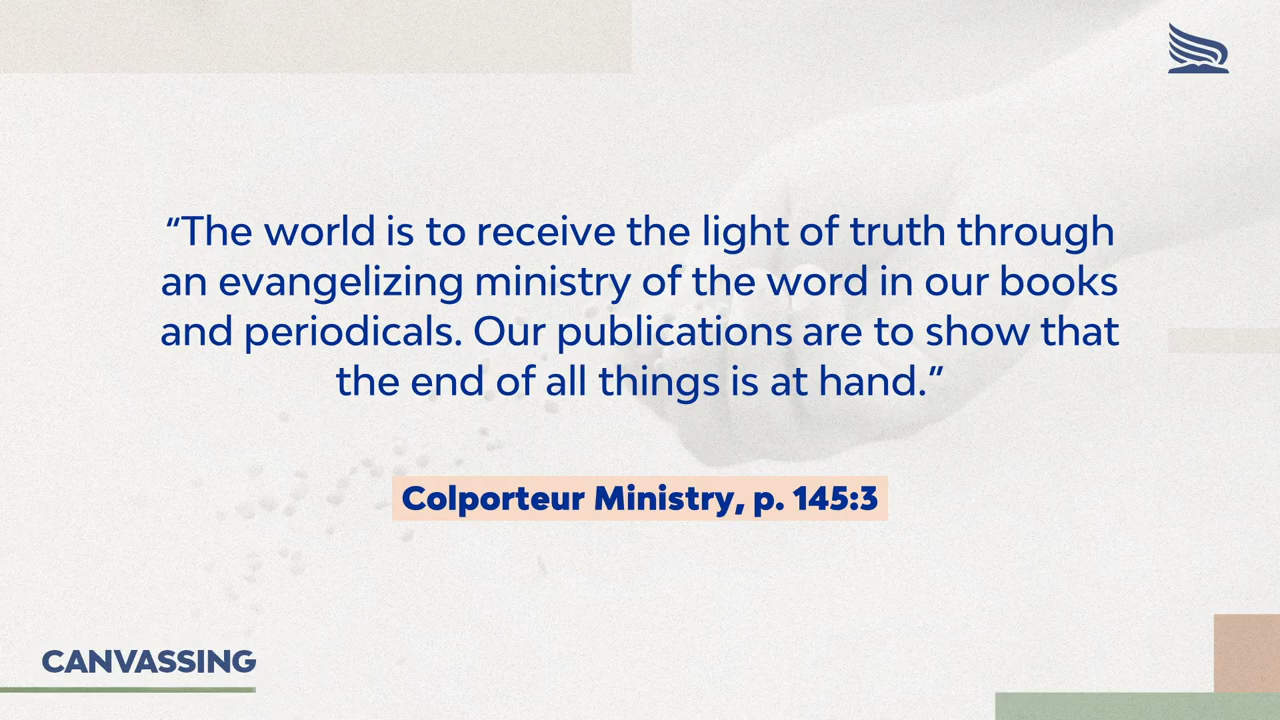 “The world is to receive the light of truth through
an evangelizing ministry of the word in our books
and periodicals. Our publications are to show that
the end of all things is at hand.”
Colporteur Ministry, p. 145:3
CANVASSING